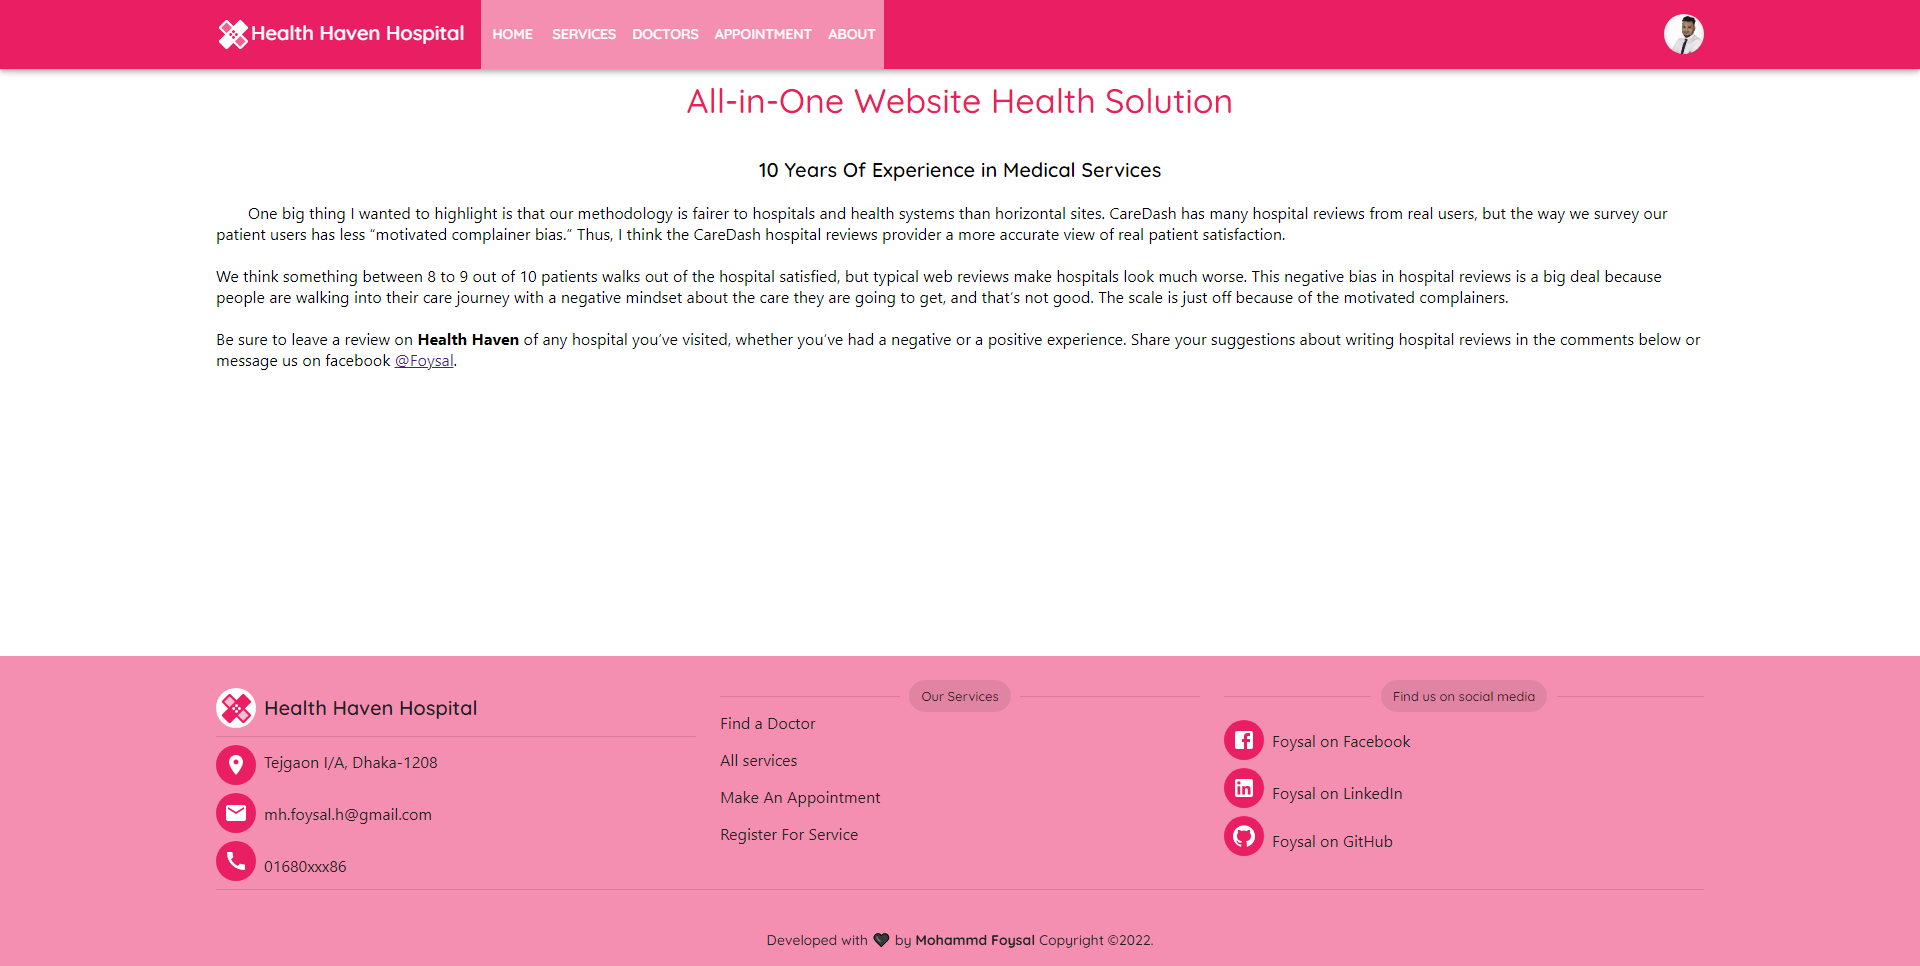 Health Haven Hospital
HOME SERVICES DOCTORS APPOINTMENT ABOUT
All-in-One Website Health Solution
10 Years Of Experience in Medical Services
One big thing I wanted to highlight is that our methodology is fairer to hospitals and health systems than horizontal sites. CareDash has many hospital reviews from real users, but the way we survey our
patient users has less “motivated complainer bias.” Thus, I think the CareDash hospital reviews provider a more accurate view of real patient satisfaction.
We think something between 8 to 9 out of 10 patients walks out of the hospital satisfied, but typical web reviews make hospitals look much worse. This negative bias in hospital reviews is a big deal because
people are walking into their care journey with a negative mindset about the care they are going to get, and that’s not good. The scale is just off because of the motivated complainers.
Be sure to leave a review on Health Haven of any hospital you’ve visited, whether you’ve had a negative or a positive experience. Share your suggestions about writing hospital reviews in the comments below or
message us on facebook @Foysal.
Health Haven Hospital
Tejgaon I/A, Dhaka-1208
mh.foysal.h@gmail.com
01680xxx86
Our Services
Find a Doctor
All services
Make An Appointment
Register For Service
Find us on social media
Foysal on Facebook
Foysal on LinkedIn
Foysal on GitHub
Developed with 🖤 by Mohammd Foysal Copyright ©2022.